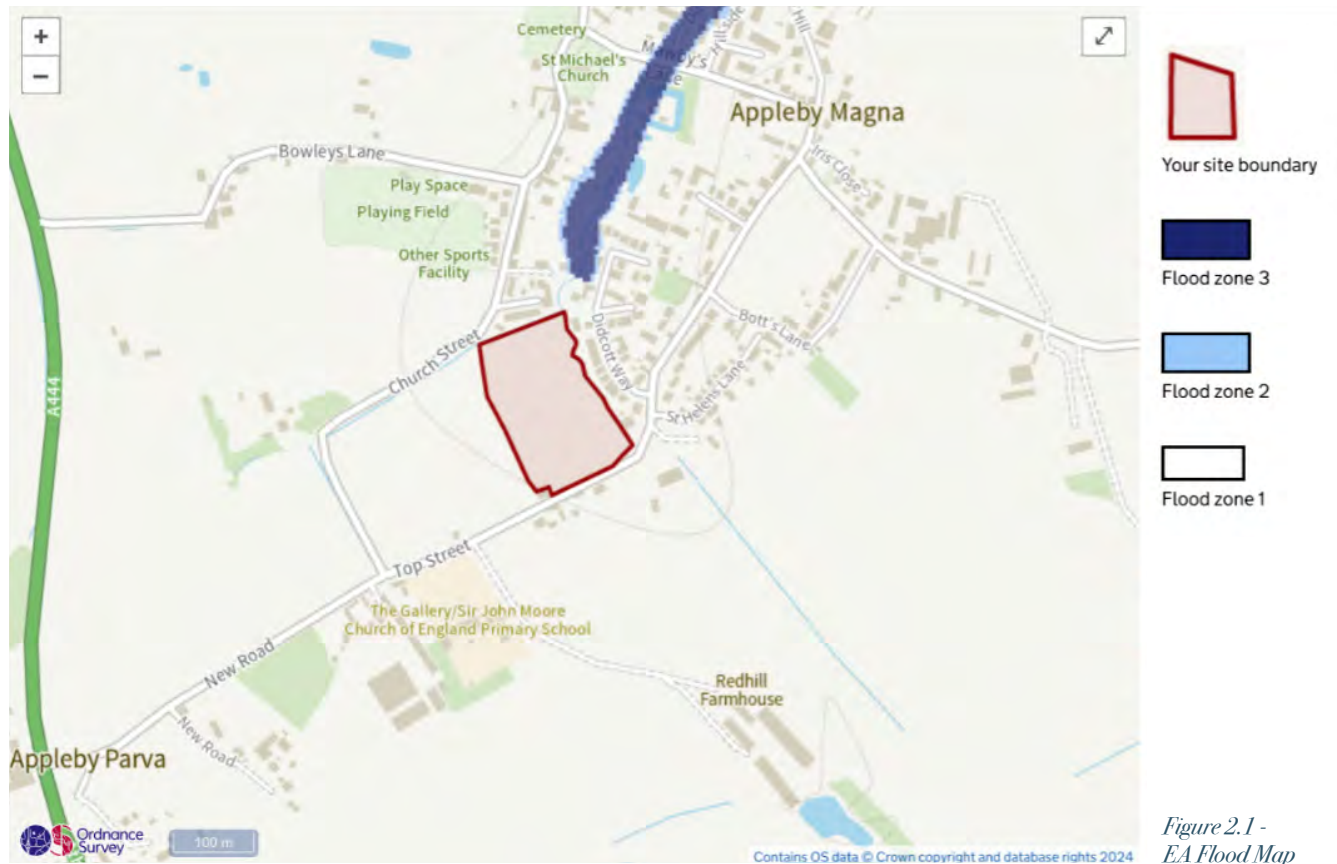 +
−
Cemetery
St Michael's
Church
Mawby's
Lane
Hillside
Hill
Appleby Magna
Bowleys Lane
Iris Close
Play Space
Playing Field
Other Sports
Facility
Didcott Way
Bott's Lane
Church Street
St Helens Lane
A444
Top Street
The Gallery/Sir John Moore
Church of England Primary School
New Road
Redhill
Farmhouse
New Road
Appleby Parva
Ordnance
Survey
100 m
Contains OS data © Crown copyright and database rights 2024
Your site boundary
Flood zone 3
Flood zone 2
Flood zone 1
Figure 2.1 -
EA Flood Map